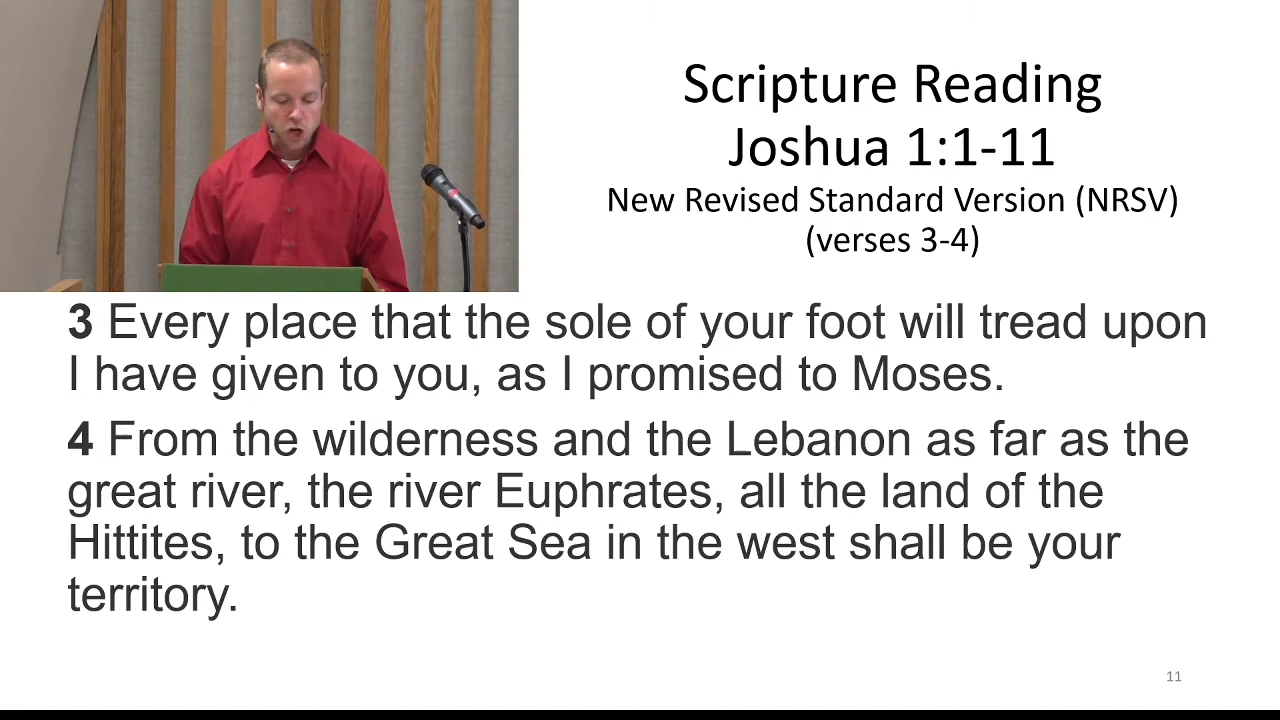 Scripture Reading
Joshua 1:1-11
New Revised Standard Version (NRSV)
(verses 3-4)
3 Every place that the sole of your foot will tread upon
I have given to you, as I promised to Moses.
4 From the wilderness and the Lebanon as far as the
great river, the river Euphrates, all the land of the
Hittites, to the Great Sea in the west shall be your
territory.
11